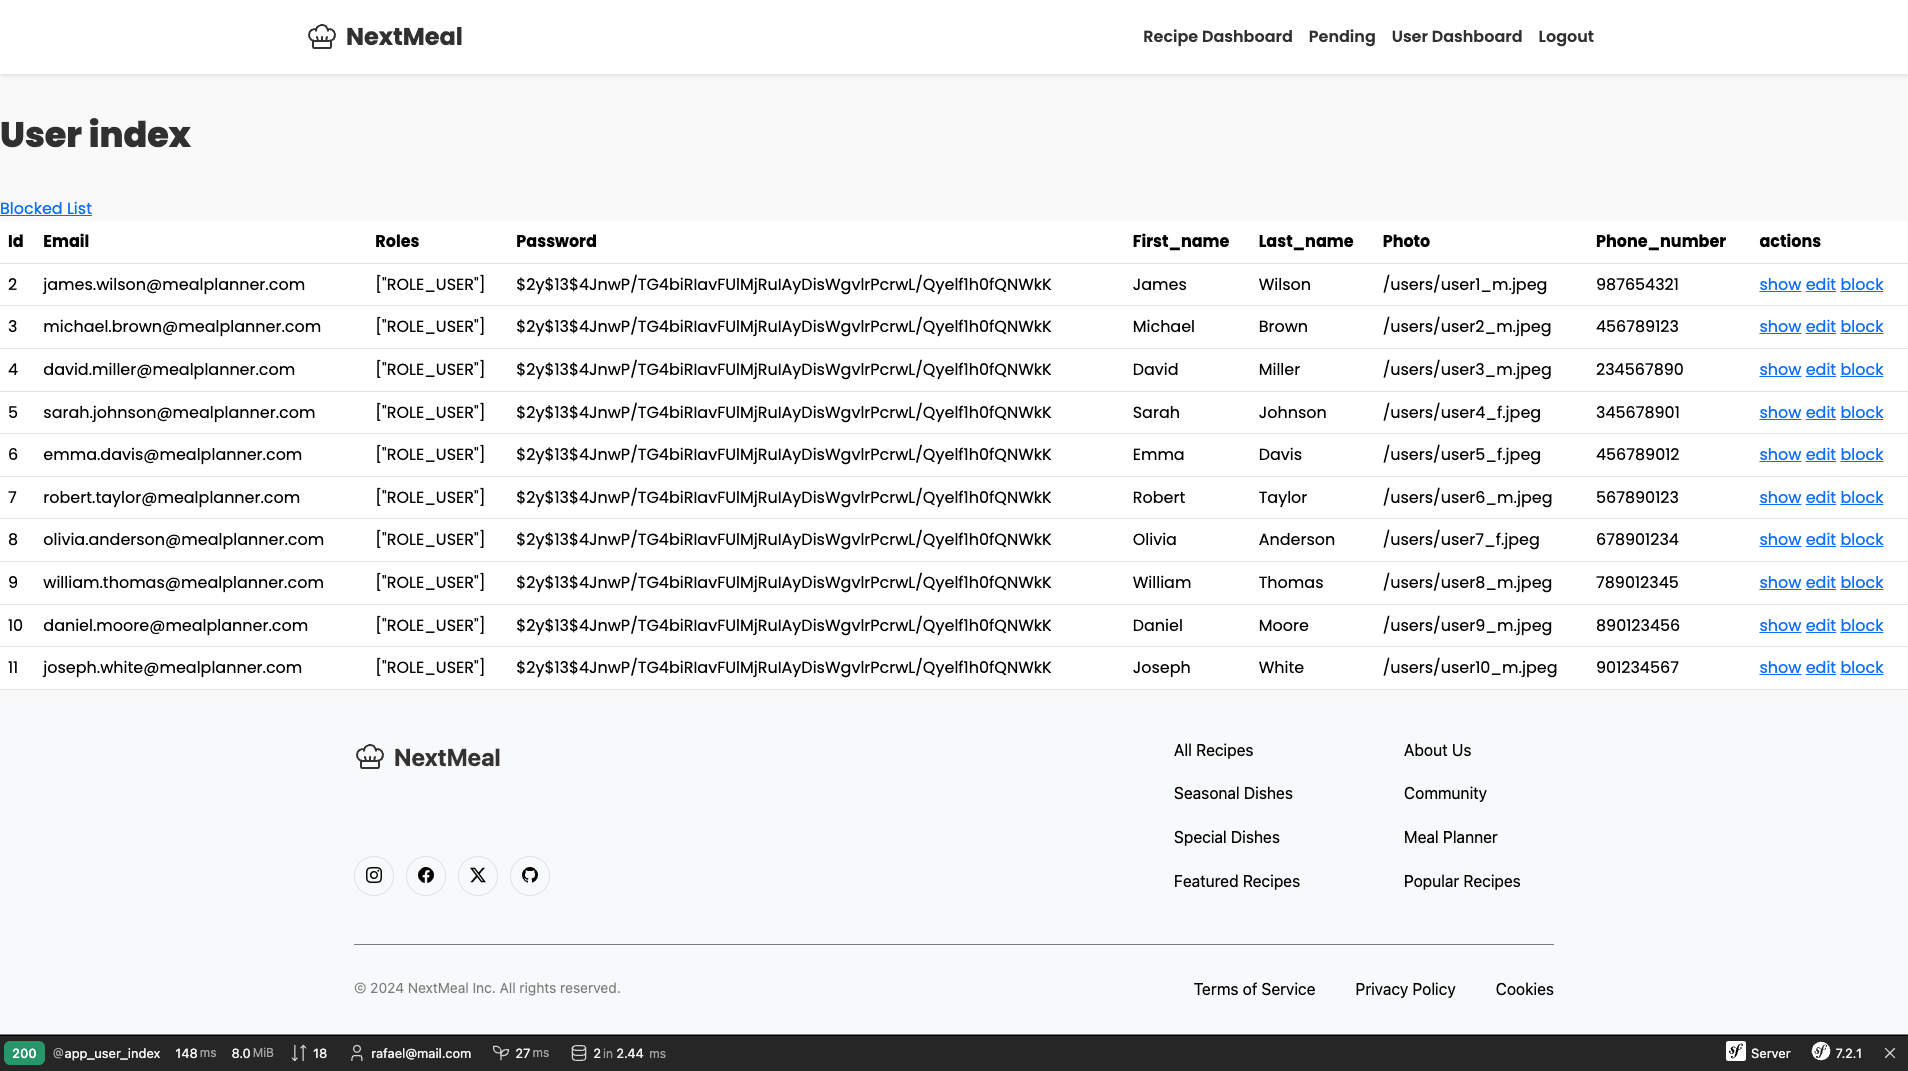 NextMeal Recipe Dashboard Pending User Dashboard Logout
User index
Blocked List
Id Email Roles Password First_name Last_name Photo Phone_number actions
2 james.wilson@mealplanner.com ["ROLE_USER"] $2y$13$4JnwP/TG4biRIavFUlMjRuIAyDisWgvlrPcrwL/Qyelf1h0fQNWkK James Wilson /users/user1_m.jpeg 987654321 show edit block
3 michael.brown@mealplanner.com ["ROLE_USER"] $2y$13$4JnwP/TG4biRIavFUlMjRuIAyDisWgvlrPcrwL/Qyelf1h0fQNWkK Michael Brown /users/user2_m.jpeg 456789123 show edit block
4 david.miller@mealplanner.com ["ROLE_USER"] $2y$13$4JnwP/TG4biRIavFUlMjRuIAyDisWgvlrPcrwL/Qyelf1h0fQNWkK David Miller /users/user3_m.jpeg 234567890 show edit block
5 sarah.johnson@mealplanner.com ["ROLE_USER"] $2y$13$4JnwP/TG4biRIavFUlMjRuIAyDisWgvlrPcrwL/Qyelf1h0fQNWkK Sarah Johnson /users/user4_f.jpeg 345678901 show edit block
6 emma.davis@mealplanner.com ["ROLE_USER"] $2y$13$4JnwP/TG4biRIavFUlMjRuIAyDisWgvlrPcrwL/Qyelf1h0fQNWkK Emma Davis /users/user5_f.jpeg 456789012 show edit block
7 robert.taylor@mealplanner.com ["ROLE_USER"] $2y$13$4JnwP/TG4biRIavFUlMjRuIAyDisWgvlrPcrwL/Qyelf1h0fQNWkK Robert Taylor /users/user6_m.jpeg 567890123 show edit block
8 olivia.anderson@mealplanner.com ["ROLE_USER"] $2y$13$4JnwP/TG4biRIavFUlMjRuIAyDisWgvlrPcrwL/Qyelf1h0fQNWkK Olivia Anderson /users/user7_f.jpeg 678901234 show edit block
9 william.thomas@mealplanner.com ["ROLE_USER"] $2y$13$4JnwP/TG4biRIavFUlMjRuIAyDisWgvlrPcrwL/Qyelf1h0fQNWkK William Thomas /users/user8_m.jpeg 789012345 show edit block
10 daniel.moore@mealplanner.com ["ROLE_USER"] $2y$13$4JnwP/TG4biRIavFUlMjRuIAyDisWgvlrPcrwL/Qyelf1h0fQNWkK Daniel Moore /users/user9_m.jpeg 890123456 show edit block
11 joseph.white@mealplanner.com ["ROLE_USER"] $2y$13$4JnwP/TG4biRIavFUlMjRuIAyDisWgvlrPcrwL/Qyelf1h0fQNWkK Joseph White /users/user10_m.jpeg 901234567 show edit block
NextMeal
All Recipes About Us
Seasonal Dishes Community
Special Dishes Meal Planner
Featured Recipes Popular Recipes
© 2024 NextMeal Inc. All rights reserved. Terms of Service Privacy Policy Cookies
200 @app_user_index 148 ms 8.0 MiB 18 rafael@mail.com 27 ms 2 in 2.44 ms Server 7.2.1